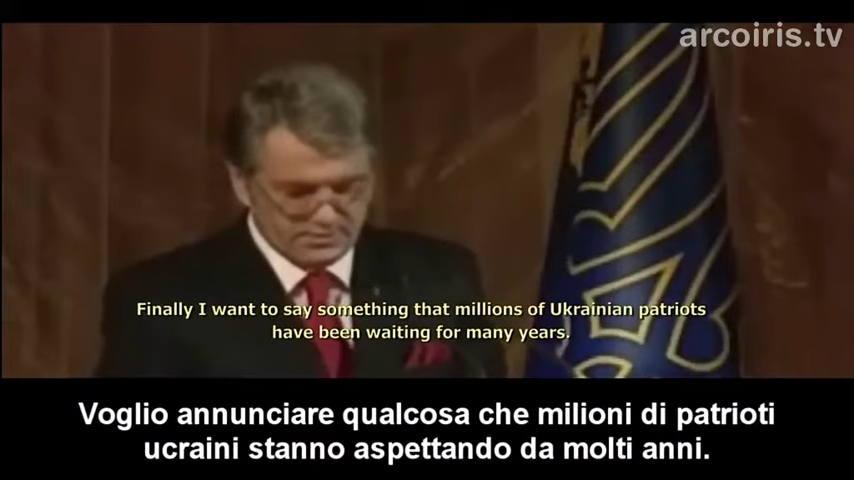 arcoiris.tv
Finally I want to say something that millions of Ukrainian patriots
have been waiting for many years.
Voglio annunciare qualcosa che milioni di patrioti
ucraini stanno aspettando da molti anni.